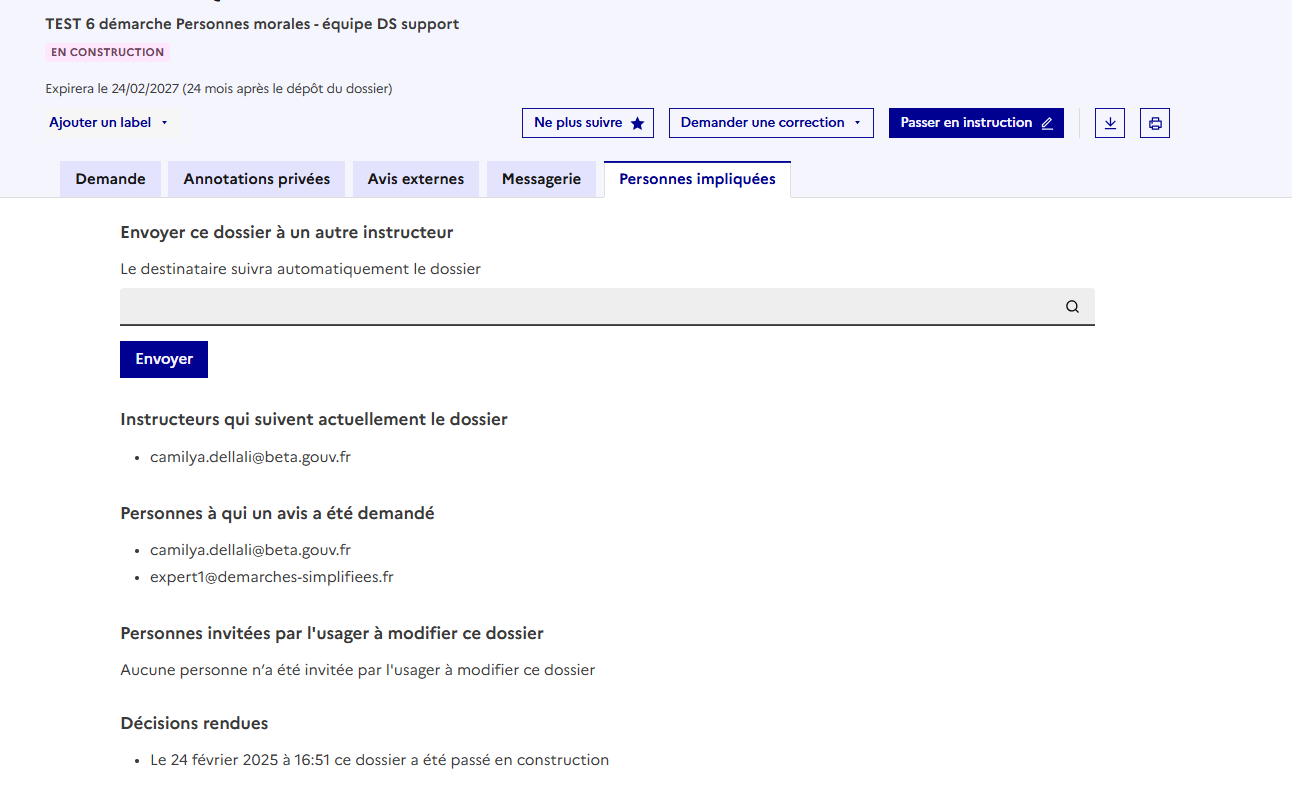 TEST 6 démarche Personnes morales - équipe DS support
EN CONSTRUCTION
Expirera le 24/02/2027 (24 mois après le dépôt du dossier)
Ajouter un label
Ne plus suivre
Demander une correction
Passer en instruction
Demande
Annotations privées
Avis externes
Messagerie
Personnes impliquées
Envoyer ce dossier à un autre instructeur
Le destinataire suivra automatiquement le dossier
Envoyer
Instructeurs qui suivent actuellement le dossier
• camilya.dellali@beta.gouv.fr
Personnes à qui un avis a été demandé
• camilya.dellali@beta.gouv.fr
• expert1@demarches-simplifiees.fr
Personnes invitées par l'usager à modifier ce dossier
Aucune personne n’a été invitée par l'usager à modifier ce dossier
Décisions rendues
• Le 24 février 2025 à 16:51 ce dossier a été passé en construction